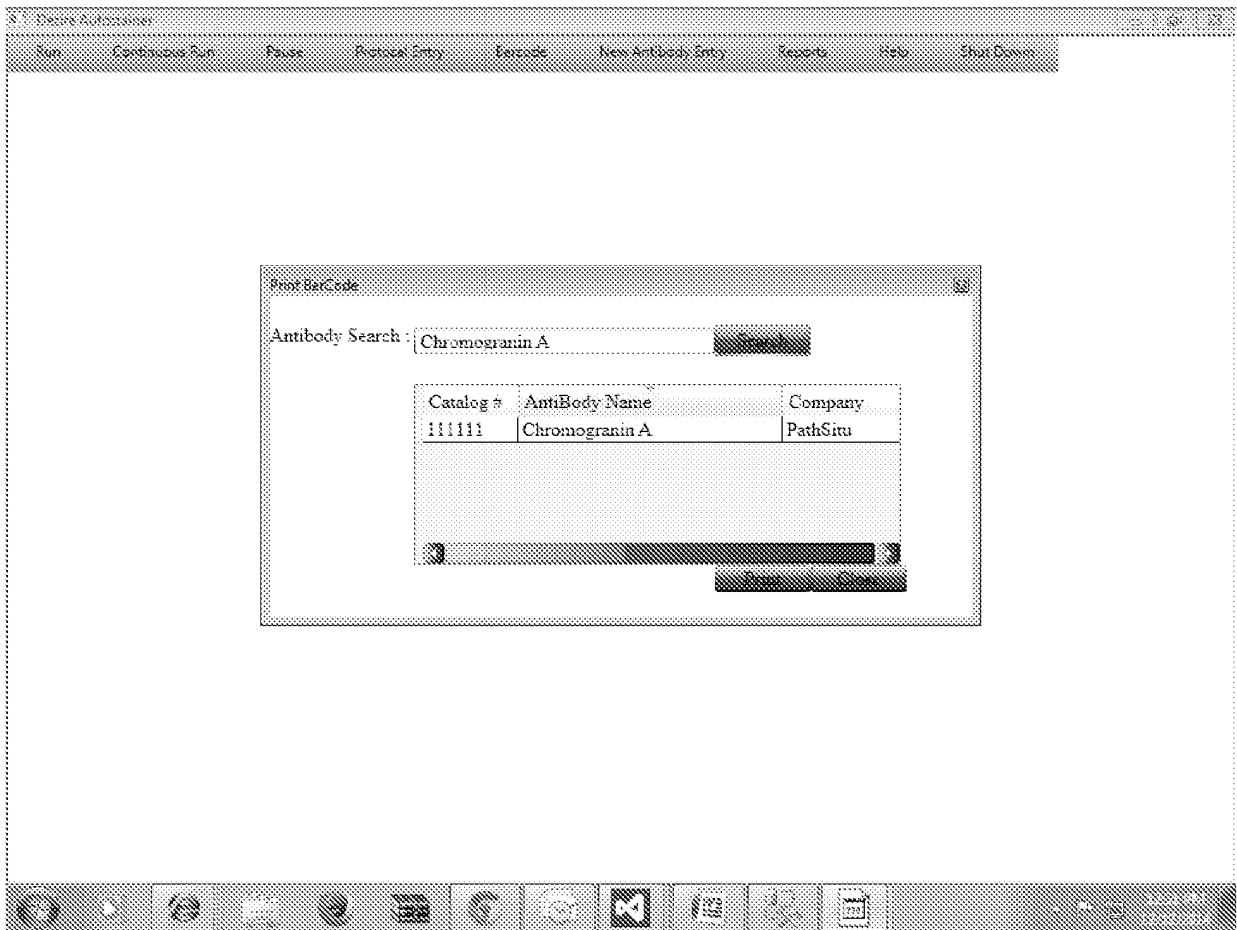 Desire Autostainer
Run Continuous Run Pause Protocal Entry Barcode New Antibody Entry Reports Help Shut Down
Print BarCode
Antibody Search : Chromogranin A Search
Catalog # AntiBody Name Company
111111 Chromogranin A PathSitu
Print Close